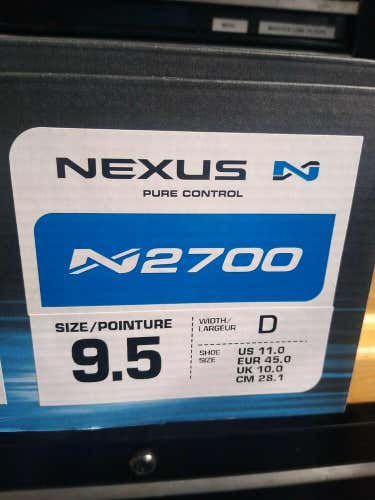 NEXUS N
PURE CONTROL
N2700
SIZE/POINTURE
9.5
WIDTH/
LARGEUR
D
SHOE
SIZE
US 11.0
EUR 45.0
UK 10.0
CM 28.1